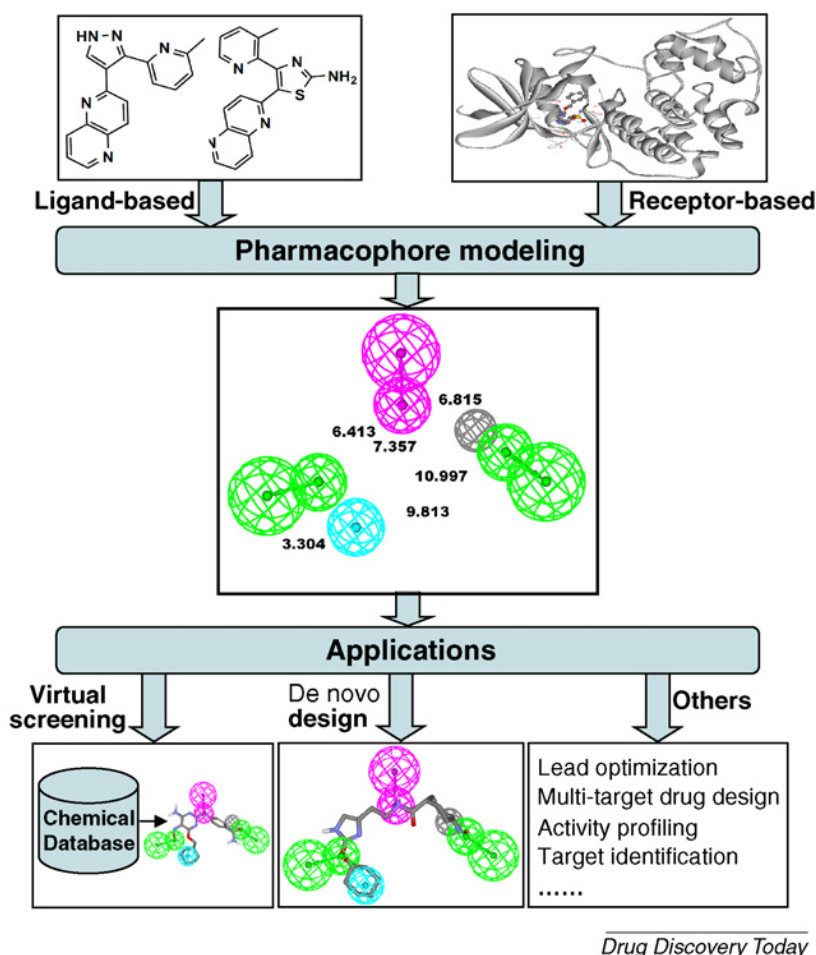 HN
N
N
N
N
N
N
NH₂
S
N
N
Ligand-based
Receptor-based
Pharmacophore modeling
6.815
6.413
7.357
10.997
9.813
3.304
Applications
Virtual
screening
De novo
design
Others
Chemical
Database
Lead optimization
Multi-target drug design
Activity profiling
Target identification
......
Drug Discovery Today